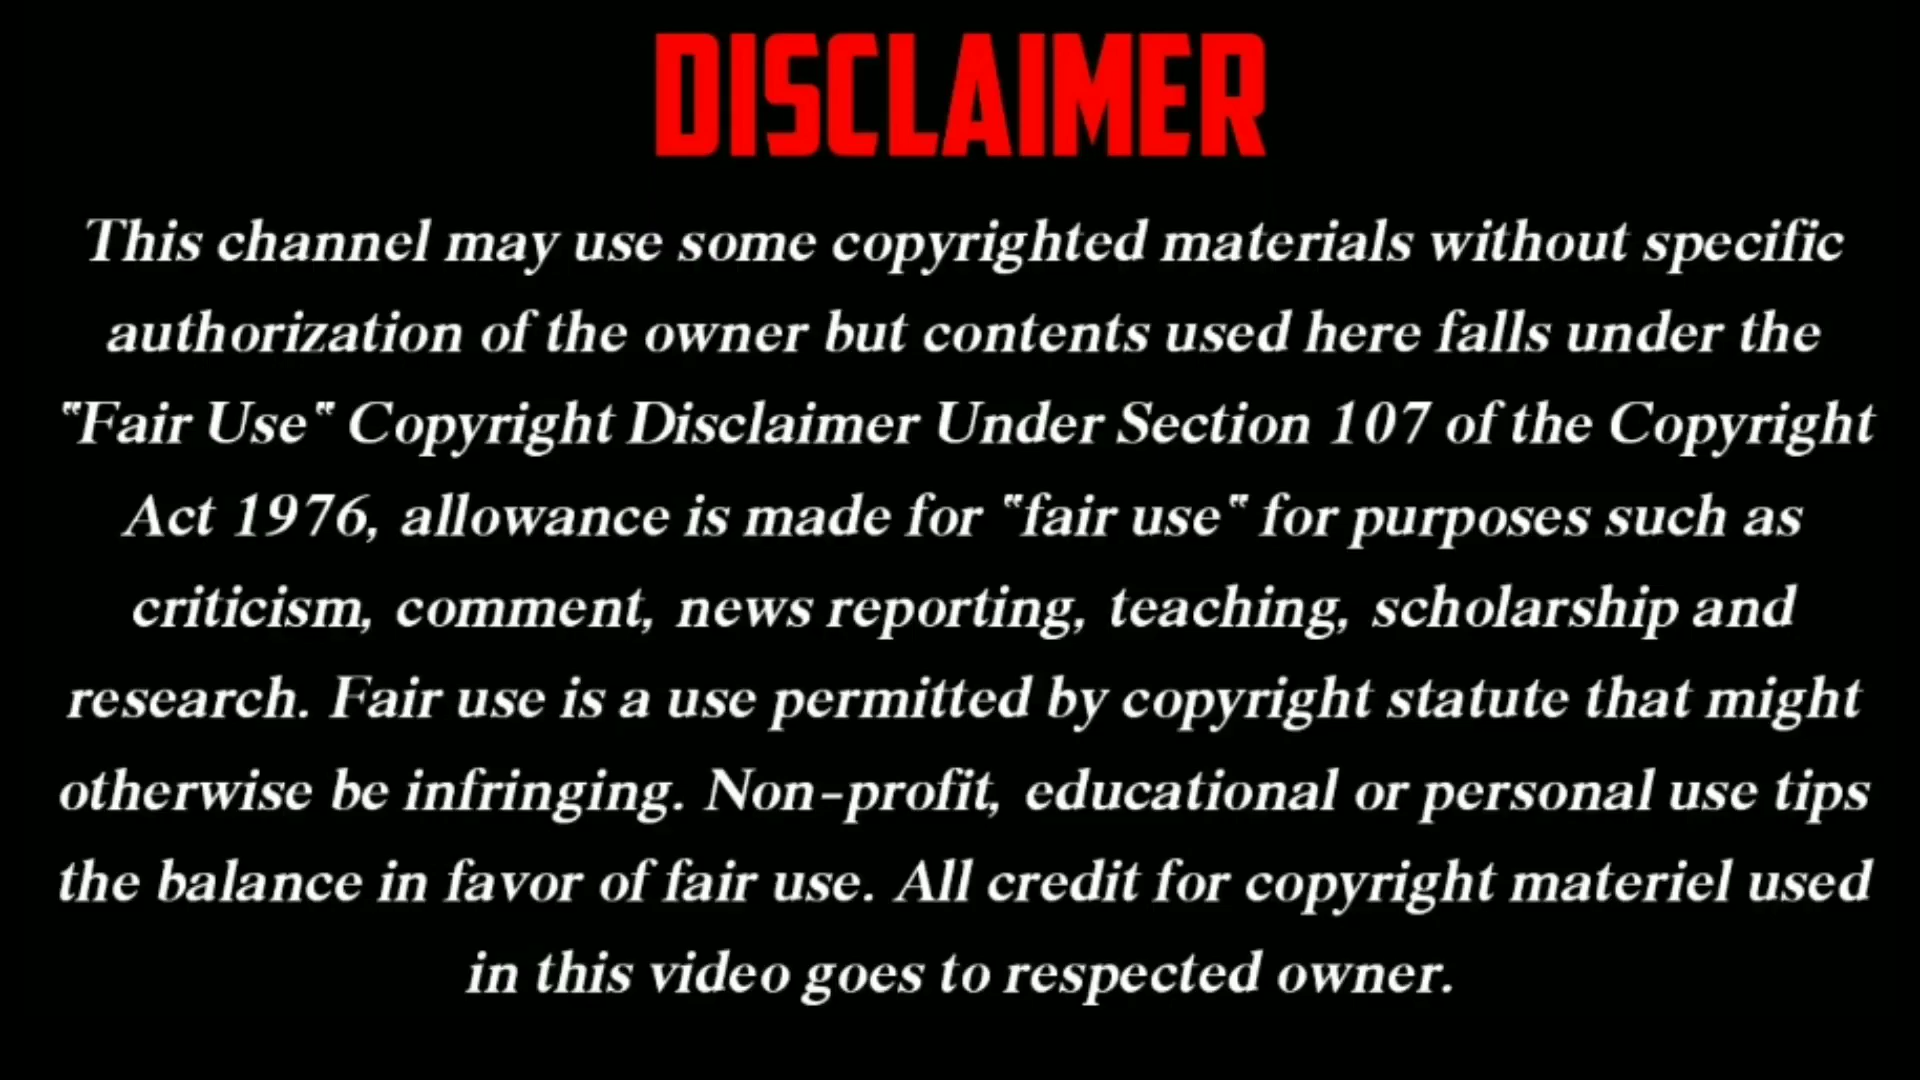 DISCLAIMER
This channel may use some copyrighted materials without specific
authorization of the owner but contents used here falls under the
"Fair Use" Copyright Disclaimer Under Section 107 of the Copyright
Act 1976, allowance is made for "fair use" for purposes such as
criticism, comment, news reporting, teaching, scholarship and
research. Fair use is a use permitted by copyright statute that might
otherwise be infringing. Non-profit, educational or personal use tips
the balance in favor of fair use. All credit for copyright materiel used
in this video goes to respected owner.